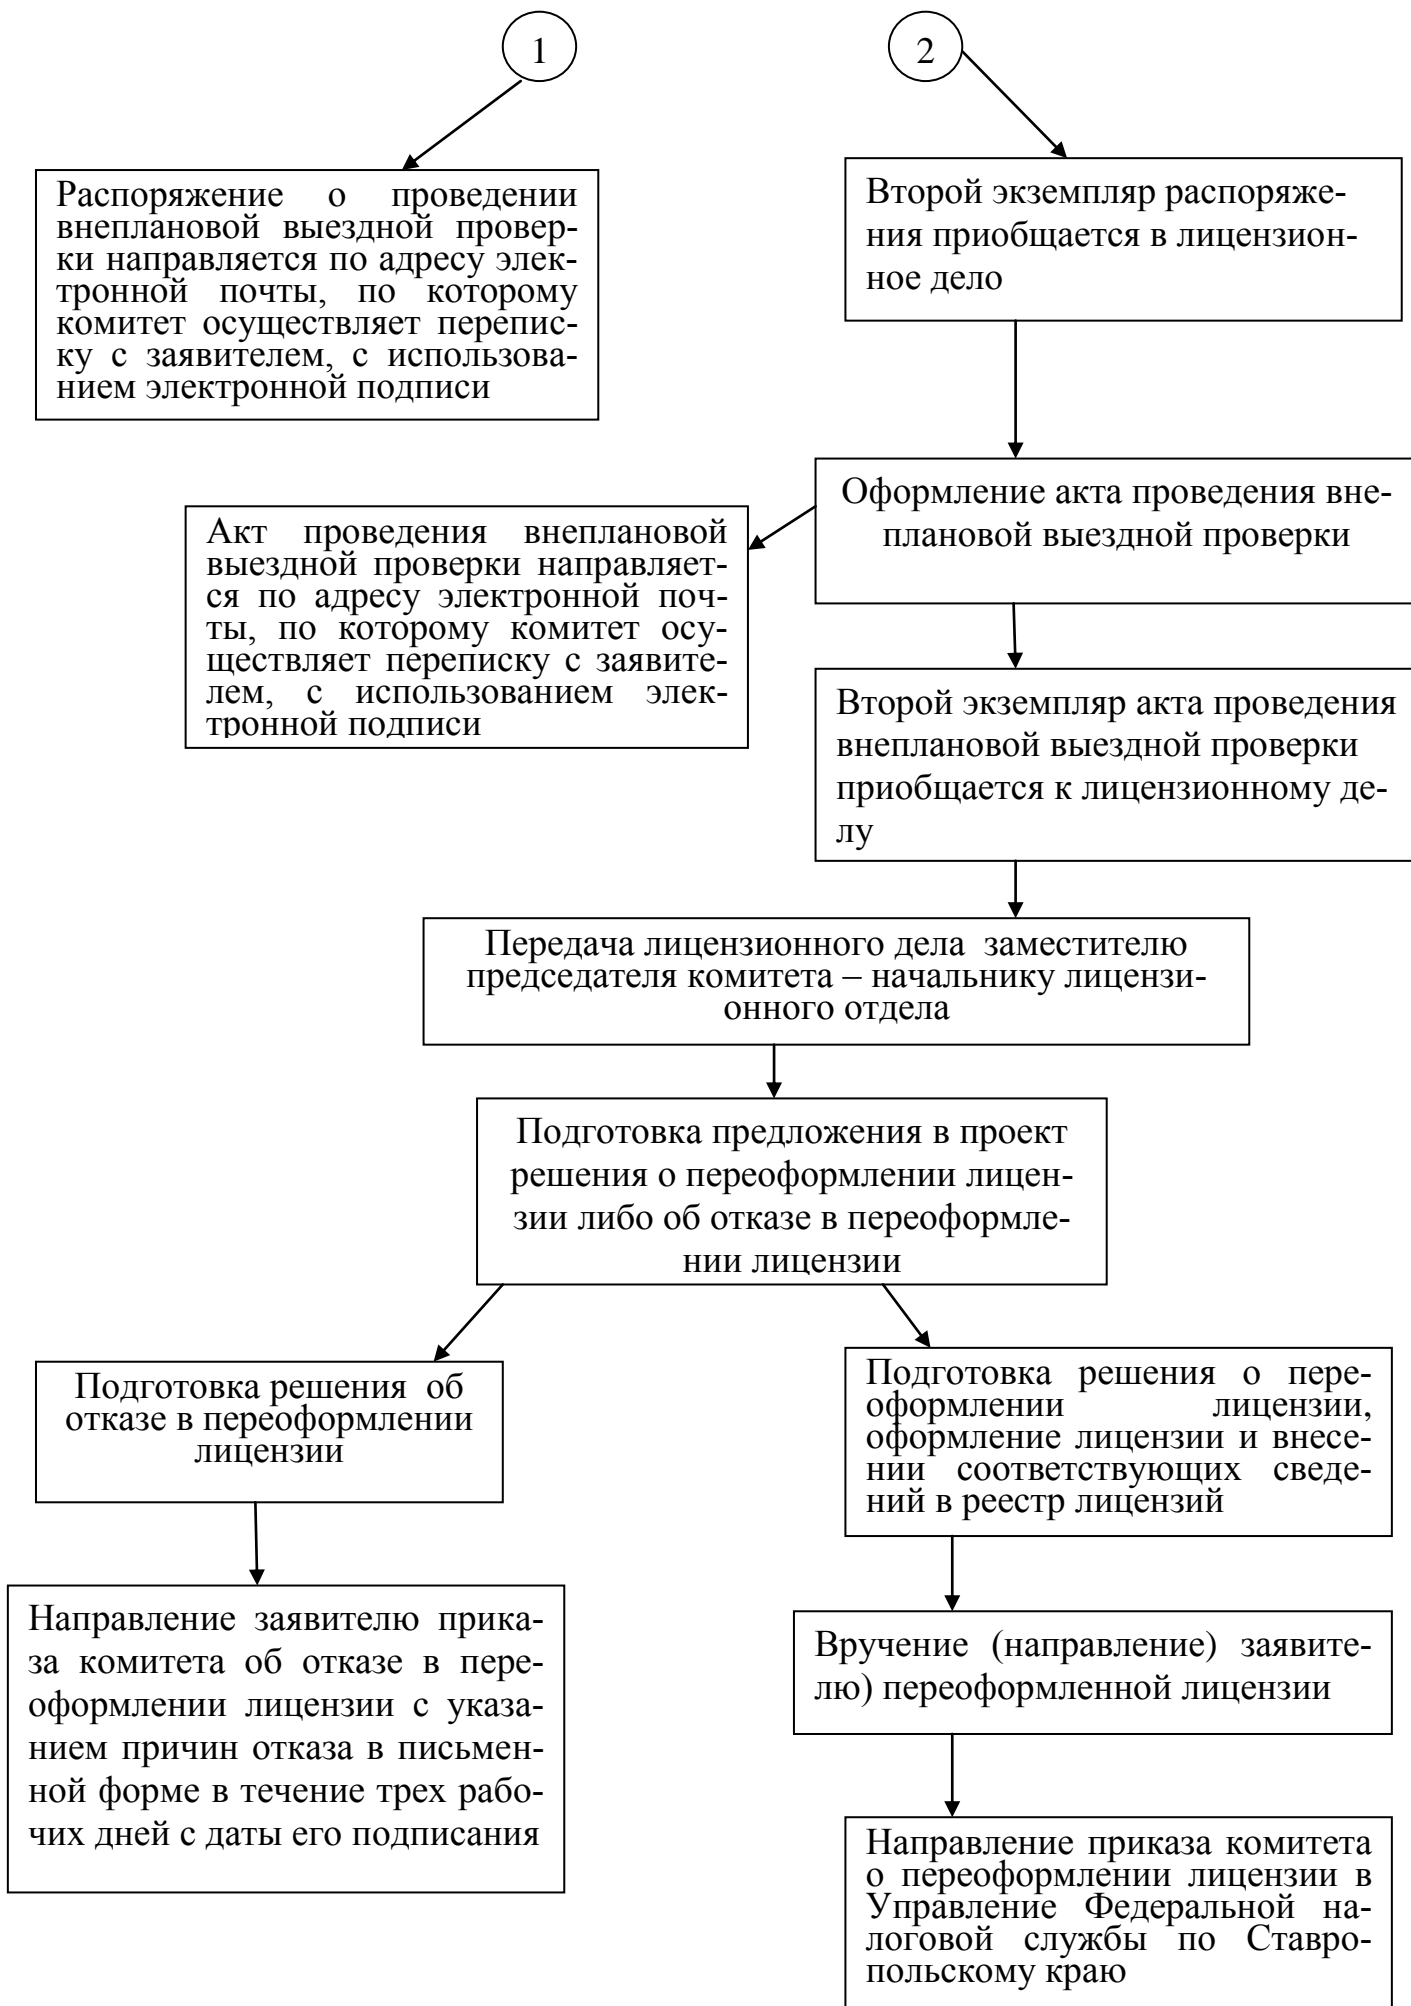 1
2
Распоряжение о проведении
внеплановой выездной провер-
ки направляется по адресу элек-
тронной почты, по которому
комитет осуществляет переписк-
ку с заявителем, с использова-
нием электронной подписи
Второй экземпляр распоряже-
ния приобщается в лицензион-
ное дело
Оформление акта проведения вне-
плановой выездной проверки
Акт проведения внеплановой
выездной проверки направляет-
ся по адресу электронной поч-
ты, по которому комитет осу-
ществляет переписку с заявите-
лем, с использованием элек-
тронной подписи
Второй экземпляр акта проведения
внеплановой выездной проверки
приобщается к лицензионному де-
лу
Передача лицензионного дела заместителю
председателя комитета – начальнику лицензи-
онного отдела
Подготовка предложения в проект
решения о переоформлении лицен-
зии либо об отказе в переоформле-
нии лицензии
Подготовка решения об
отказе в переоформлении
лицензии
Подготовка решения о пере-
оформлении лицензии,
оформление лицензии и внесе-
нии соответствующих сведе-
ний в реестр лицензий
Направление заявителю прика-
за комитета об отказе в пере-
оформлении лицензии с указа-
нием причин отказа в письмен-
ной форме в течение трех рабо-
чих дней с даты его подписания
Вручение (направление) заявите-
лю) переоформленной лицензии
Направление приказа комитета
о переоформлении лицензии в
Управление Федеральной на-
логовой службы по Ставро-
польскому краю